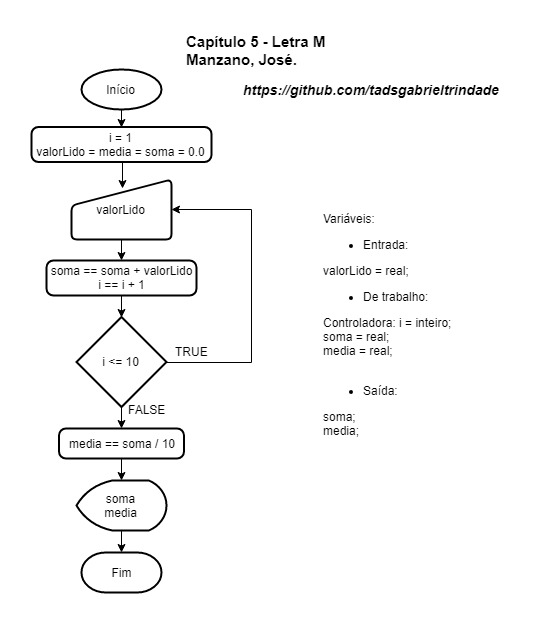 Capítulo 5 - Letra M
Manzano, José.
https://github.com/tadsgabrieltrindade
Início
i = 1
valorLido = media = soma = 0.0
valorLido
soma == soma + valorLido
i == i + 1
i <= 10
TRUE
FALSE
media == soma / 10
soma
media
Fim
Variáveis:
• Entrada:
valorLido = real;
• De trabalho:
Controladora: i = inteiro;
soma = real;
media = real;
• Saída:
soma;
media;